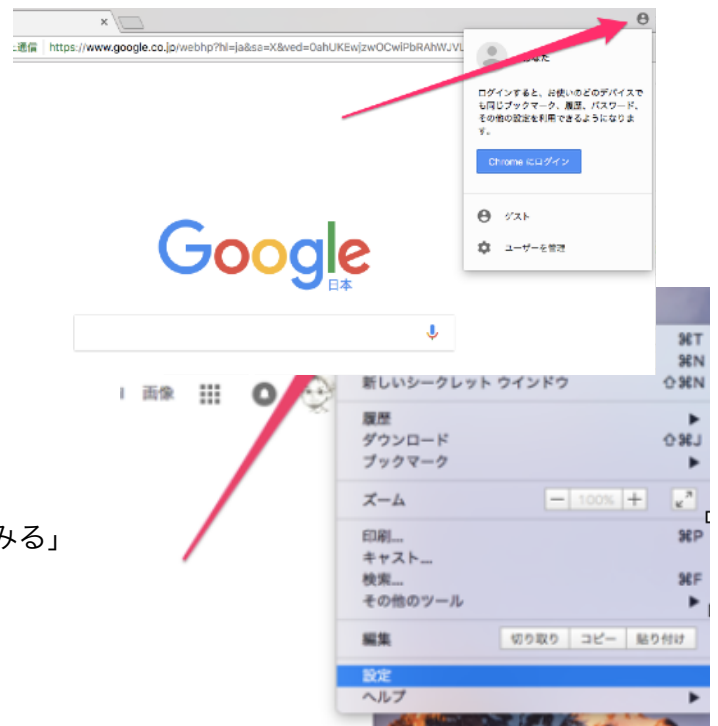 https://www.google.co.jp/webhp?hl=ja&sa=X&ved=0ahUKEwjzwOCwiPbRAhWJVL
ログインすると、お使いのどのデバイスで
も同じブックマーク、履歴、パスワード、
その他の設定を利用できるようになりま
す。
Chrome にログイン
ゲスト
ユーザーを管理
Google
日本
⌘T
⌘N
画像
新しいシークレット ウインドウ ⇧⌘N
履歴
ダウンロード ⇧⌘J
ブックマーク
ズーム － 100% ＋
みる」
印刷... ⌘P
キャスト...
検索... ⌘F
その他のツール
編集 切り取り コピー 貼り付け
設定
ヘルプ